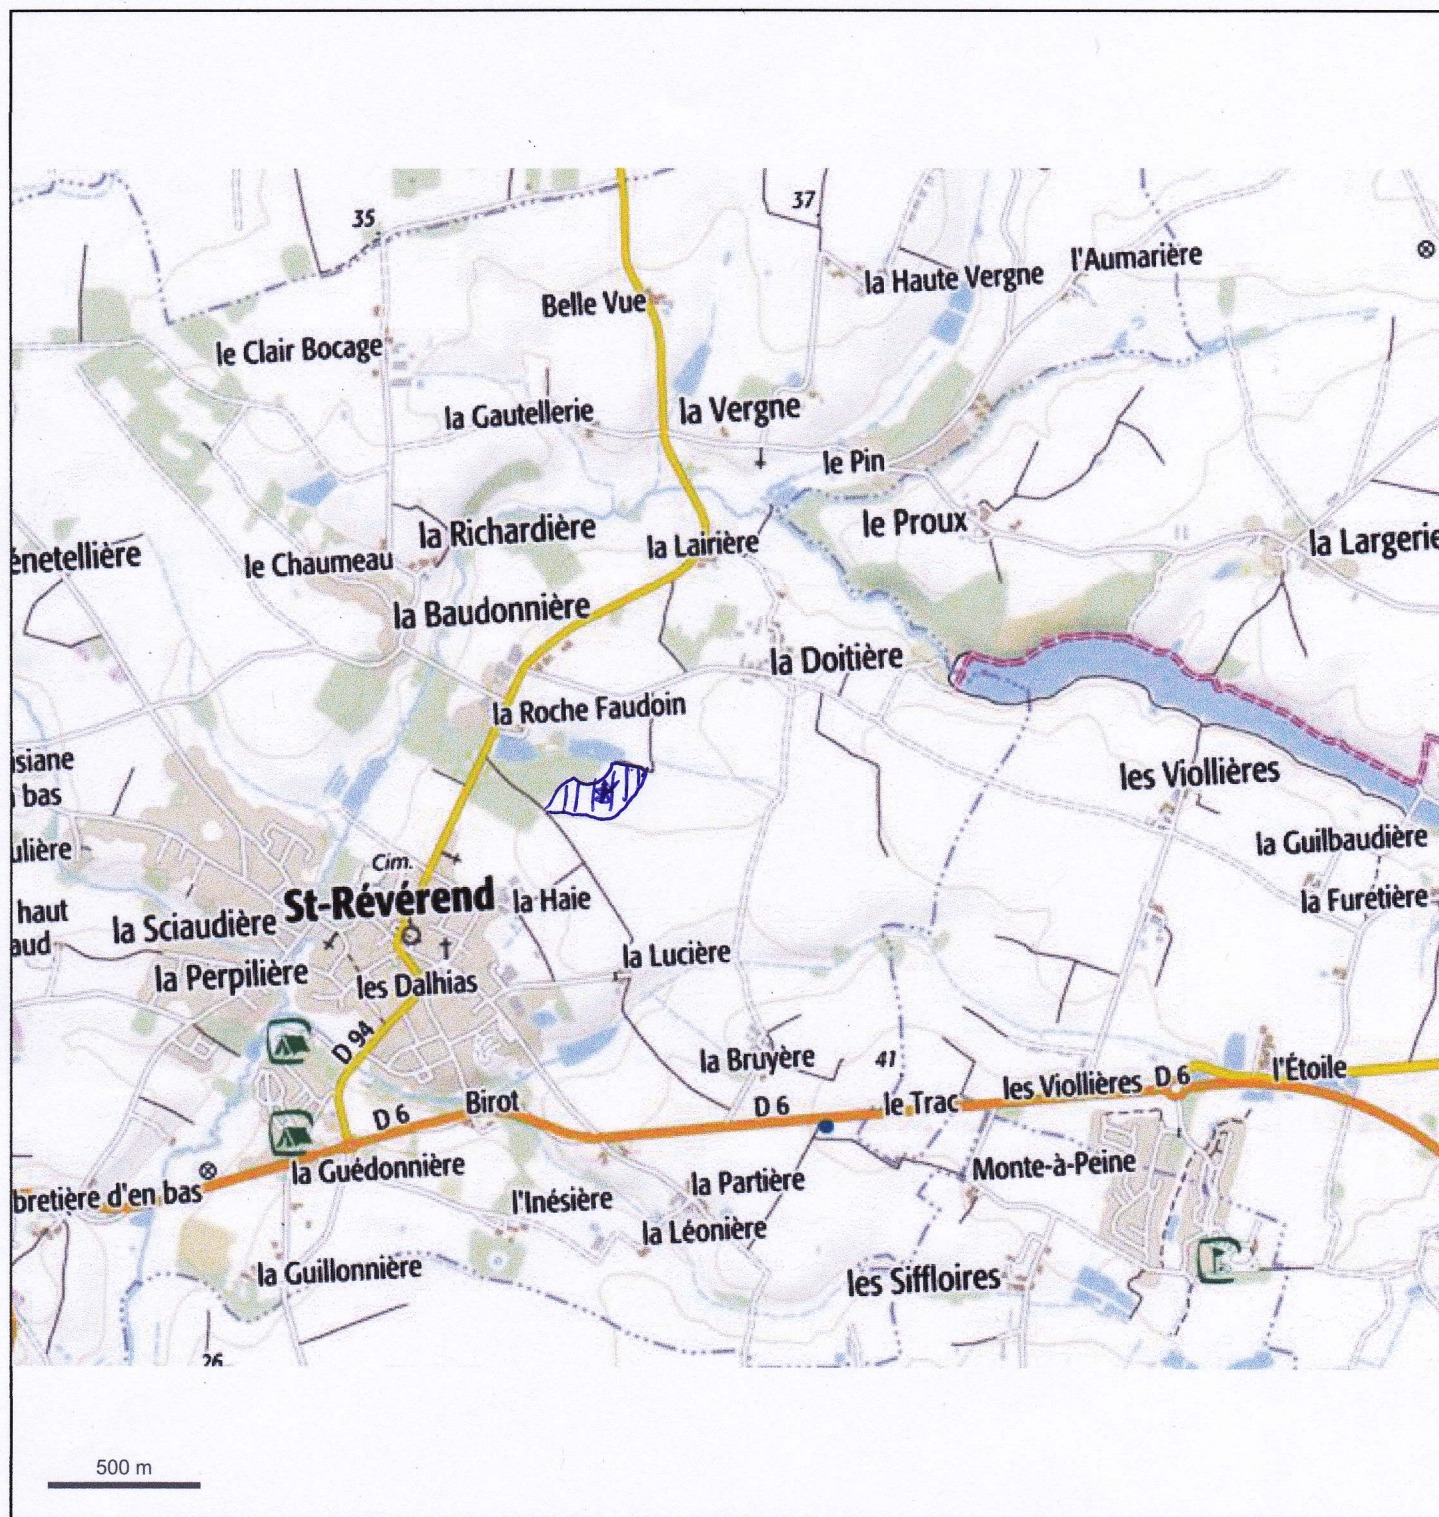 37
35
l'Aumarière
la Haute Vergne
Belle Vue
le Clair Bocage
la Gautellerie
la Vergne
le Pin
le Proux
la Richardière
la Lairière
la Largerie
énetellière
le Chaumeau
la Baudonnière
la Doitière
la Roche Faudoin
isiane
bas
les Viollières
ulière
la Guilbaudière
Cim.
St-Révérend
la Haie
la Furétière
haut
aud
la Sciaudière
la Lucière
la Perpilière
les Dalhias
D 94
la Bruyère
41
l'Étoile
D 6
les Viollières
le Trac
D 6
Birot
D 6
la Guédonnière
Monte-à-Peine
la Partière
bretière d'en bas
l'Inésière
la Léonière
la Guillonnière
les Siffloires
26
500 m